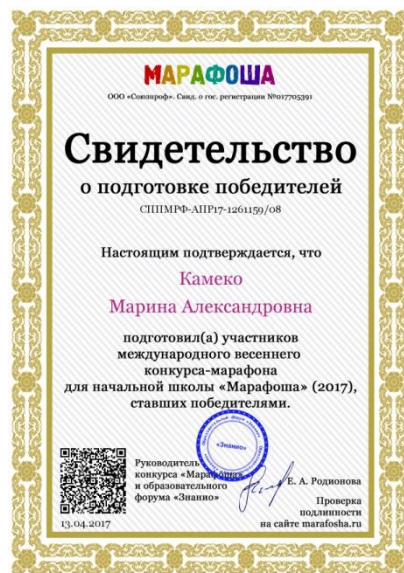 МАРАФОША
ООО «Союзпроф». Свид. о гос. регистрации №017705391
Свидетельство
о подготовке победителей
СППМРФ-АПР17-1261159/08
Настоящим подтверждается, что
Камеко
Марина Александровна
подготовил(а) участников
международного весеннего
конкурса-марафона
для начальной школы «Марафоша» (2017),
ставших победителями.
«Знанио»
Руководитель
конкурса «Марафоша»
и образовательного
форума «Знанио»
Е. А. Родионова
Проверка
подлинности
на сайте marafosha.ru
13.04.2017